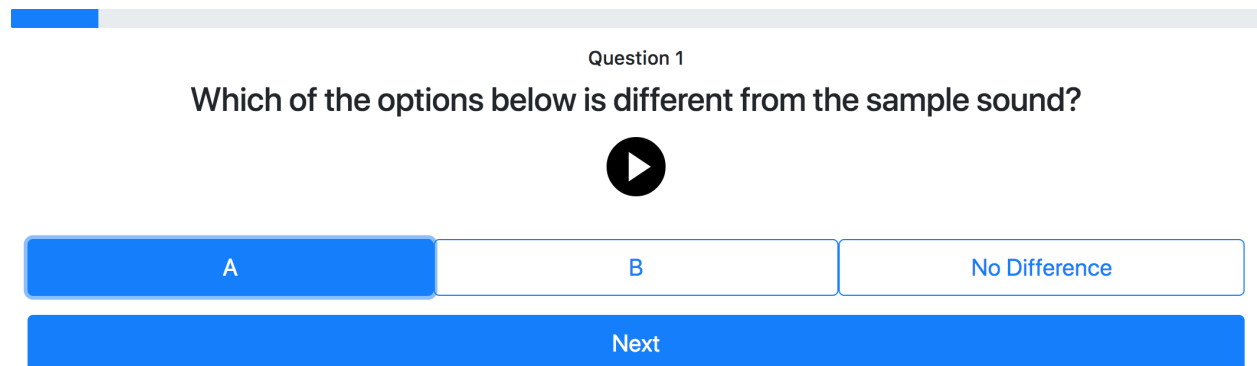 Question 1
Which of the options below is different from the sample sound?
A B No Difference
Next